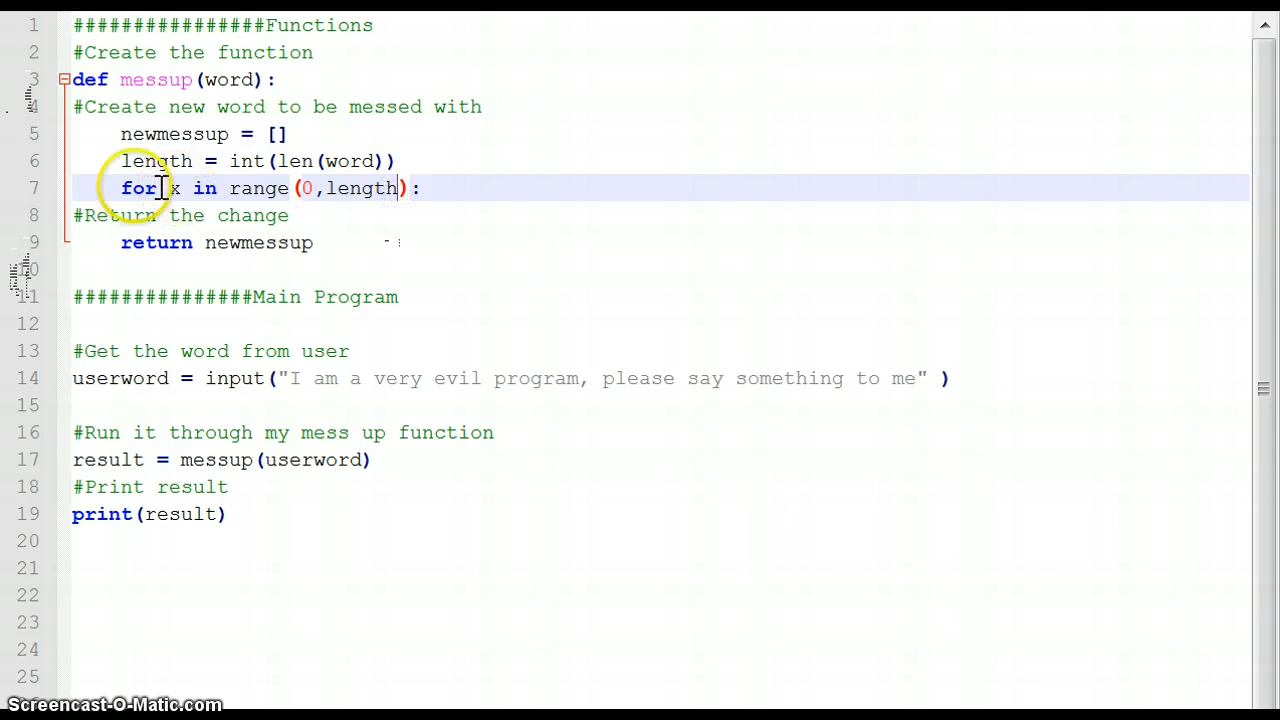 1 ################Functions
2 #Create the function
3 def messup(word):
4 #Create new word to be messed with
5 newmessup = []
6 length = int(len(word))
7 for x in range(0,length):
8 #Return the change
9 return newmessup
10
11 ###############Main Program
12
13 #Get the word from user
14 userword = input("I am a very evil program, please say something to me" )
15
16 #Run it through my mess up function
17 result = messup(userword)
18 #Print result
19 print(result)
20
21
22
23
24
25
Screencast-O-Matic.com